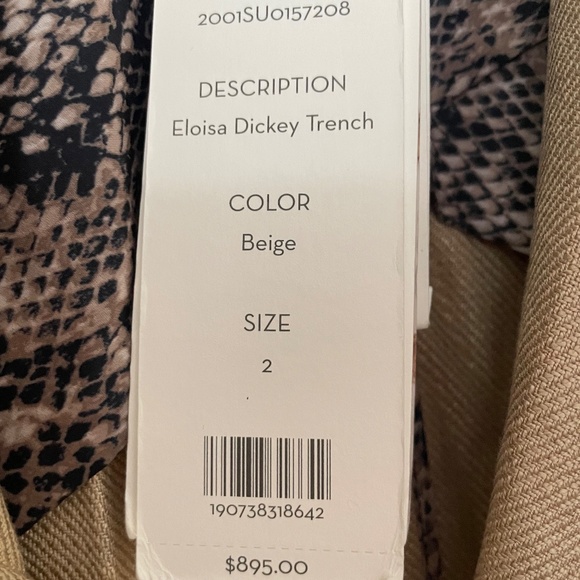 2001SU0157208
DESCRIPTION
Eloisa Dickey Trench
COLOR
Beige
SIZE
2
190738318642
$895.00